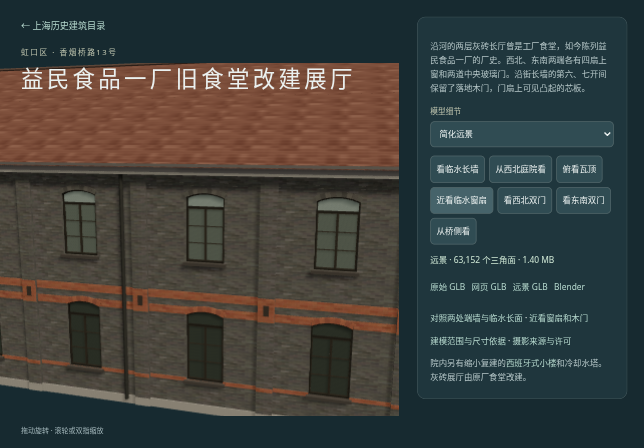 ← 上海历史建筑目录
虹口区 · 香烟桥路13号
益民食品一厂旧食堂改建展厅
沿河的两层灰砖长厅曾是工厂食堂，如今陈列益
民食品一厂的厂史。西北、东南两端各有四扇上
窗和两道中央玻璃门。沿街长墙的第六、七开间
保留了落地木门，门扇上可见凸起的芯板。
模型细节
简化远景
看临水长墙
从西北庭院看
俯看瓦顶
近看临水窗扇
看西北双门
看东南双门
从桥侧看
远景 · 63,152 个三角面 · 1.40 MB
原始 GLB 网页 GLB 远景 GLB Blender
对照两处端墙与临水长面 · 近看窗扇和木门
建模范围与尺寸依据 · 摄影来源与许可
院内另有缩小复建的西班牙式小楼和冷却水塔。
灰砖展厅由原厂食堂改建。
拖动旋转 · 滚轮或双指缩放